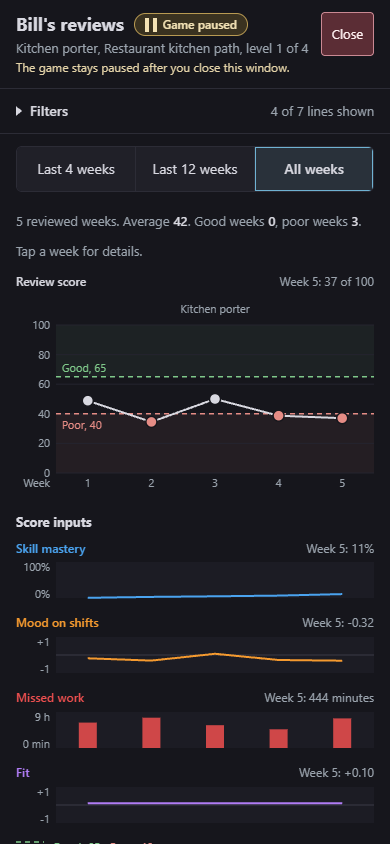 Bill's reviews
Game paused
Close
Kitchen porter, Restaurant kitchen path, level 1 of 4
The game stays paused after you close this window.
Filters
4 of 7 lines shown
Last 4 weeks
Last 12 weeks
All weeks
5 reviewed weeks. Average 42. Good weeks 0, poor weeks 3.
Tap a week for details.
Review score
Week 5: 37 of 100
Kitchen porter
100
80
Good, 65
60
40
Poor, 40
20
0
Week 1 2 3 4 5
Score inputs
Skill mastery
Week 5: 11%
100%
0%
Mood on shifts
Week 5: -0.32
+1
-1
Missed work
Week 5: 444 minutes
9 h
0 min
Fit
Week 5: +0.10
+1
-1